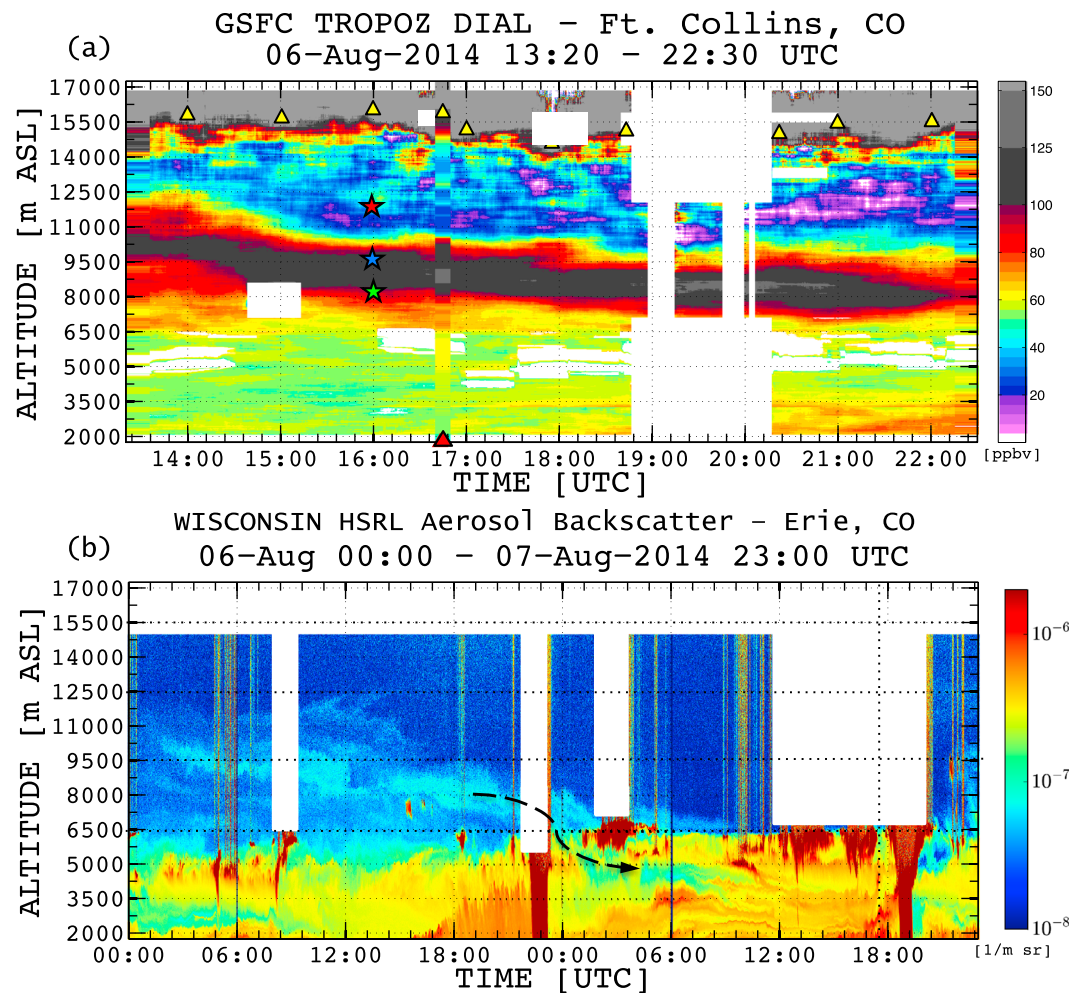 GSFC TROPOZ DIAL – Ft. Collins, CO
(a)
06–Aug–2014 13:20 – 22:30 UTC
ALTITUDE [m ASL]
17000
15500
14000
12500
11000
9500
8000
6500
5000
3500
2000
14:00 15:00 16:00 17:00 18:00 19:00 20:00 21:00 22:00
TIME [UTC]
150
125
100
80
60
40
20
[ppbv]
WISCONSIN HSRL Aerosol Backscatter – Erie, CO
(b)
06–Aug 00:00 – 07–Aug–2014 23:00 UTC
ALTITUDE [m ASL]
17000
15500
14000
12500
11000
9500
8000
6500
5000
3500
2000
00:00 06:00 12:00 18:00 00:00 06:00 12:00 18:00
TIME [UTC]
10⁻⁶
10⁻⁷
10⁻⁸
[1/m sr]